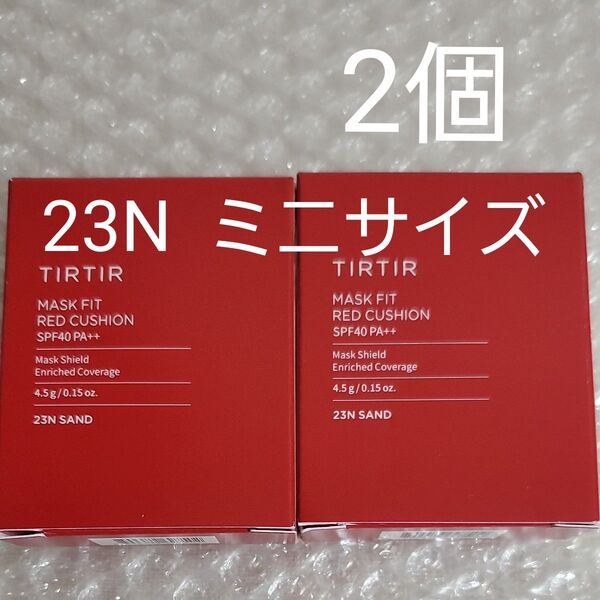 2個
23N ミニサイズ
TIRTIR
MASK FIT
RED CUSHION
SPF40 PA++
Mask Shield
Enriched Coverage
4.5 g / 0.15 oz.
23N SAND
TIRTIR
MASK FIT
RED CUSHION
SPF40 PA++
Mask Shield
Enriched Coverage
4.5 g / 0.15 oz.
23N SAND